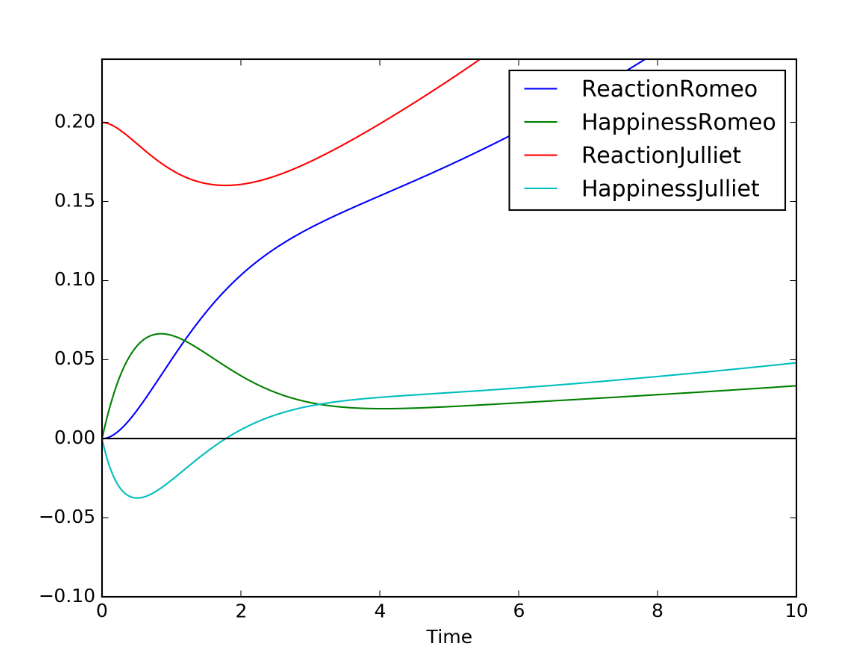 ReactionRomeo
HappinessRomeo
ReactionJulliet
HappinessJulliet
0.20
0.15
0.10
0.05
0.00
−0.05
−0.10
0 2 4 6 8 10
Time